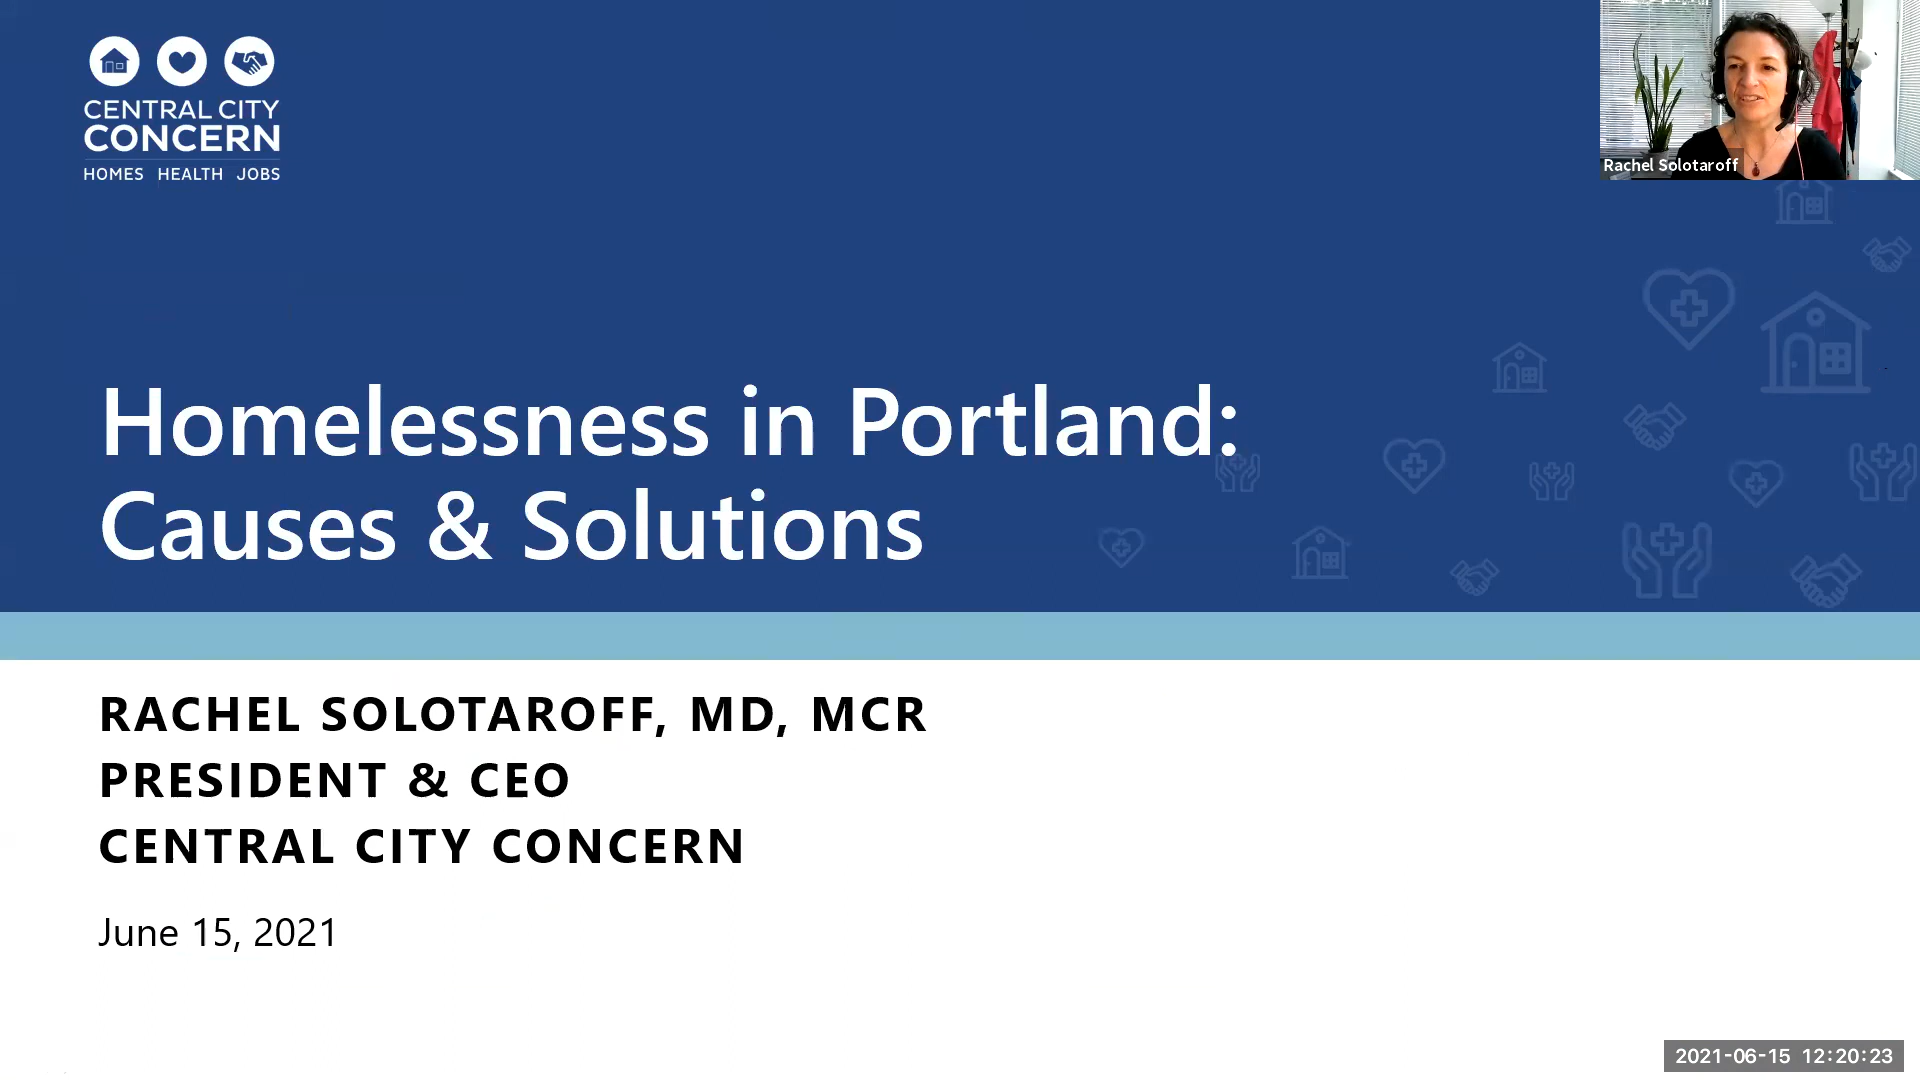 CENTRAL CITY
CONCERN
HOMES HEALTH JOBS
Rachel Solotaroff
Homelessness in Portland:
Causes & Solutions
RACHEL SOLOTAROFF, MD, MCR
PRESIDENT & CEO
CENTRAL CITY CONCERN
June 15, 2021
2021-06-15 12:20:23